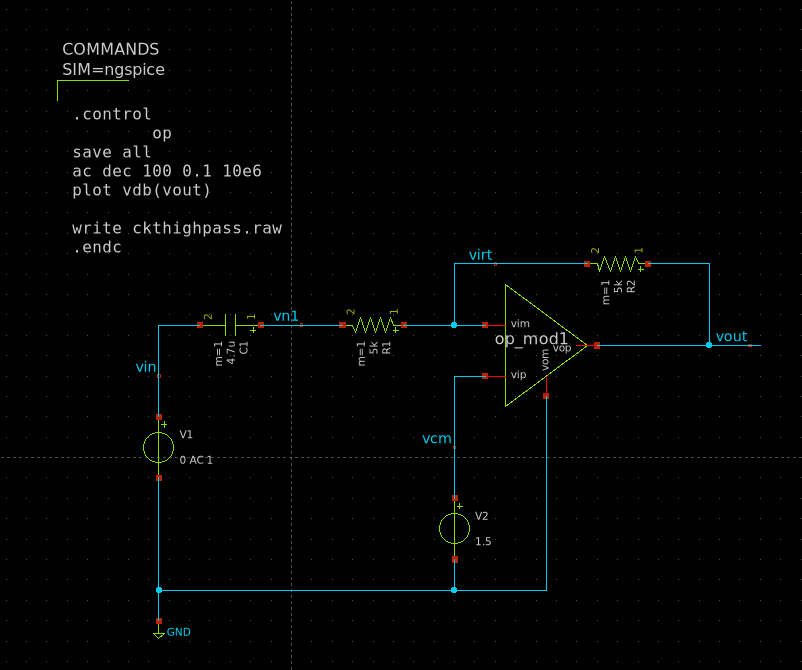 COMMANDS
SIM=ngspice
.control
op
save all
ac dec 100 0.1 10e6
plot vdb(vout)
write ckthighpass.raw
.endc
virt
2
1
+
m=1
5k
R2
vin
2
1
+
m=1
4.7u
C1
vn1
2
1
+
m=1
5k
R1
vim
op_mod1
vop
vom
vip
vout
+
V1
0 AC 1
vcm
+
V2
1.5
GND